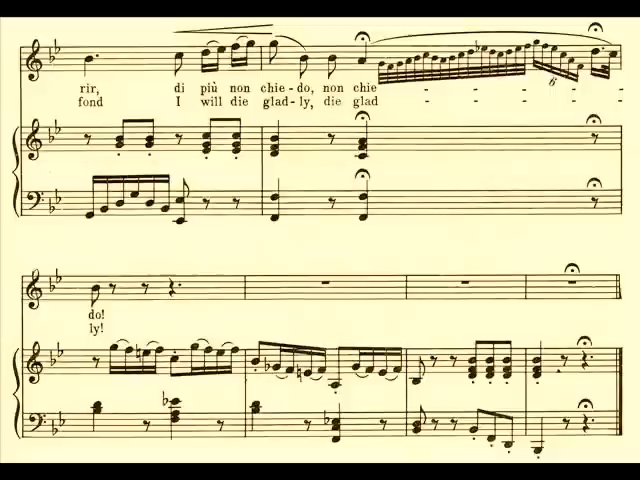 rir, di più non chie-do, non chie - - - - - - -
fond I will die glad-ly, die glad - - - - - - -
6
do!
ly!